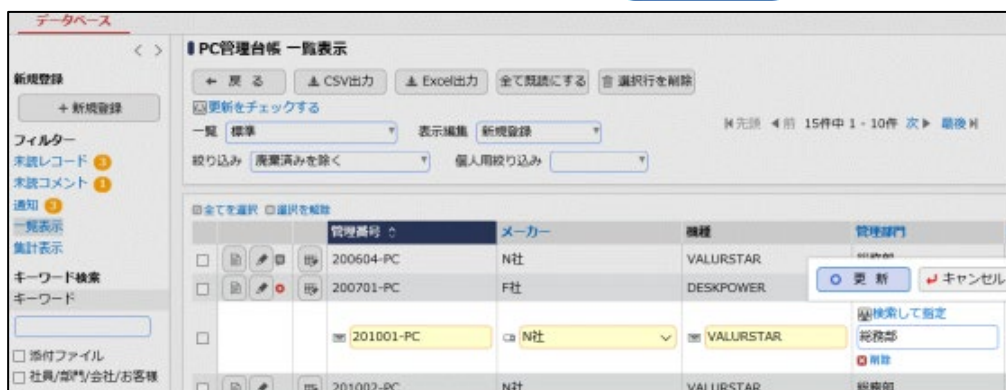 データベース
新規登録
+ 新規登録
フィルター
未読レコード 3
未読コメント 1
通知 3
一覧表示
集計表示
キーワード検索
キーワード
添付ファイル
社員/部門/会社/お客様
PC管理台帳 一覧表示
戻る CSV出力 Excel出力 全て既読にする 選択行を削除
更新をチェックする
一覧 標準 表示編集 新規登録
先頭 前 15件中 1 - 10件 次 最後
絞り込み 廃棄済みを除く 個人用絞り込み
全てを選択 選択を解除
管理番号 メーカー 機種 管理部門
200604-PC N社 VALURSTAR 総務部
更新 キャンセル
200701-PC F社 DESKPOWER
検索して指定
201001-PC N社 VALURSTAR 総務部
削除
201002-PC N社 VALURSTAR 総務部